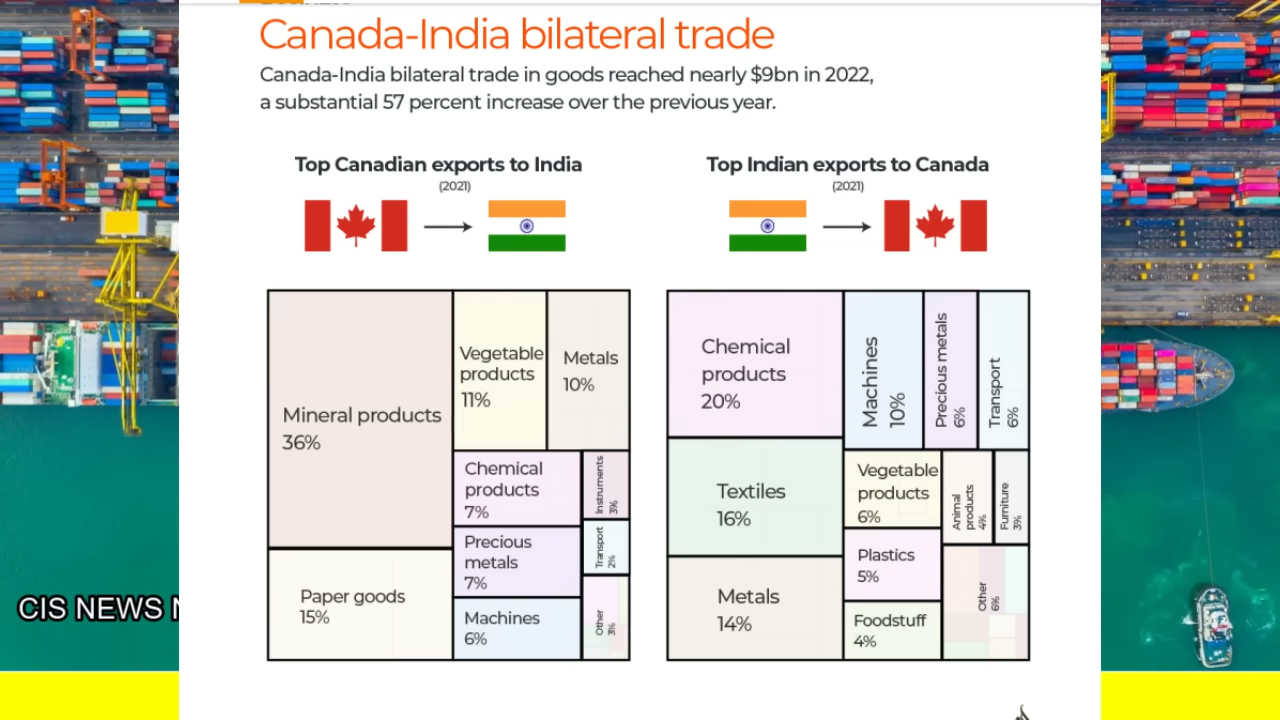 Canada-India bilateral trade
Canada-India bilateral trade in goods reached nearly $9bn in 2022,
a substantial 57 percent increase over the previous year.
Top Canadian exports to India
(2021)
Mineral products
36%
Paper goods
15%
Vegetable
products
11%
Metals
10%
Chemical
products
7%
Precious
metals
7%
Machines
6%
Instruments
3%
Transport
2%
Other
3%
Top Indian exports to Canada
(2021)
Chemical
products
20%
Textiles
16%
Metals
14%
Machines
10%
Precious metals
6%
Transport
6%
Vegetable
products
6%
Plastics
5%
Foodstuff
4%
Animal
products
4%
Furniture
3%
Other
6%
CIS NEWS